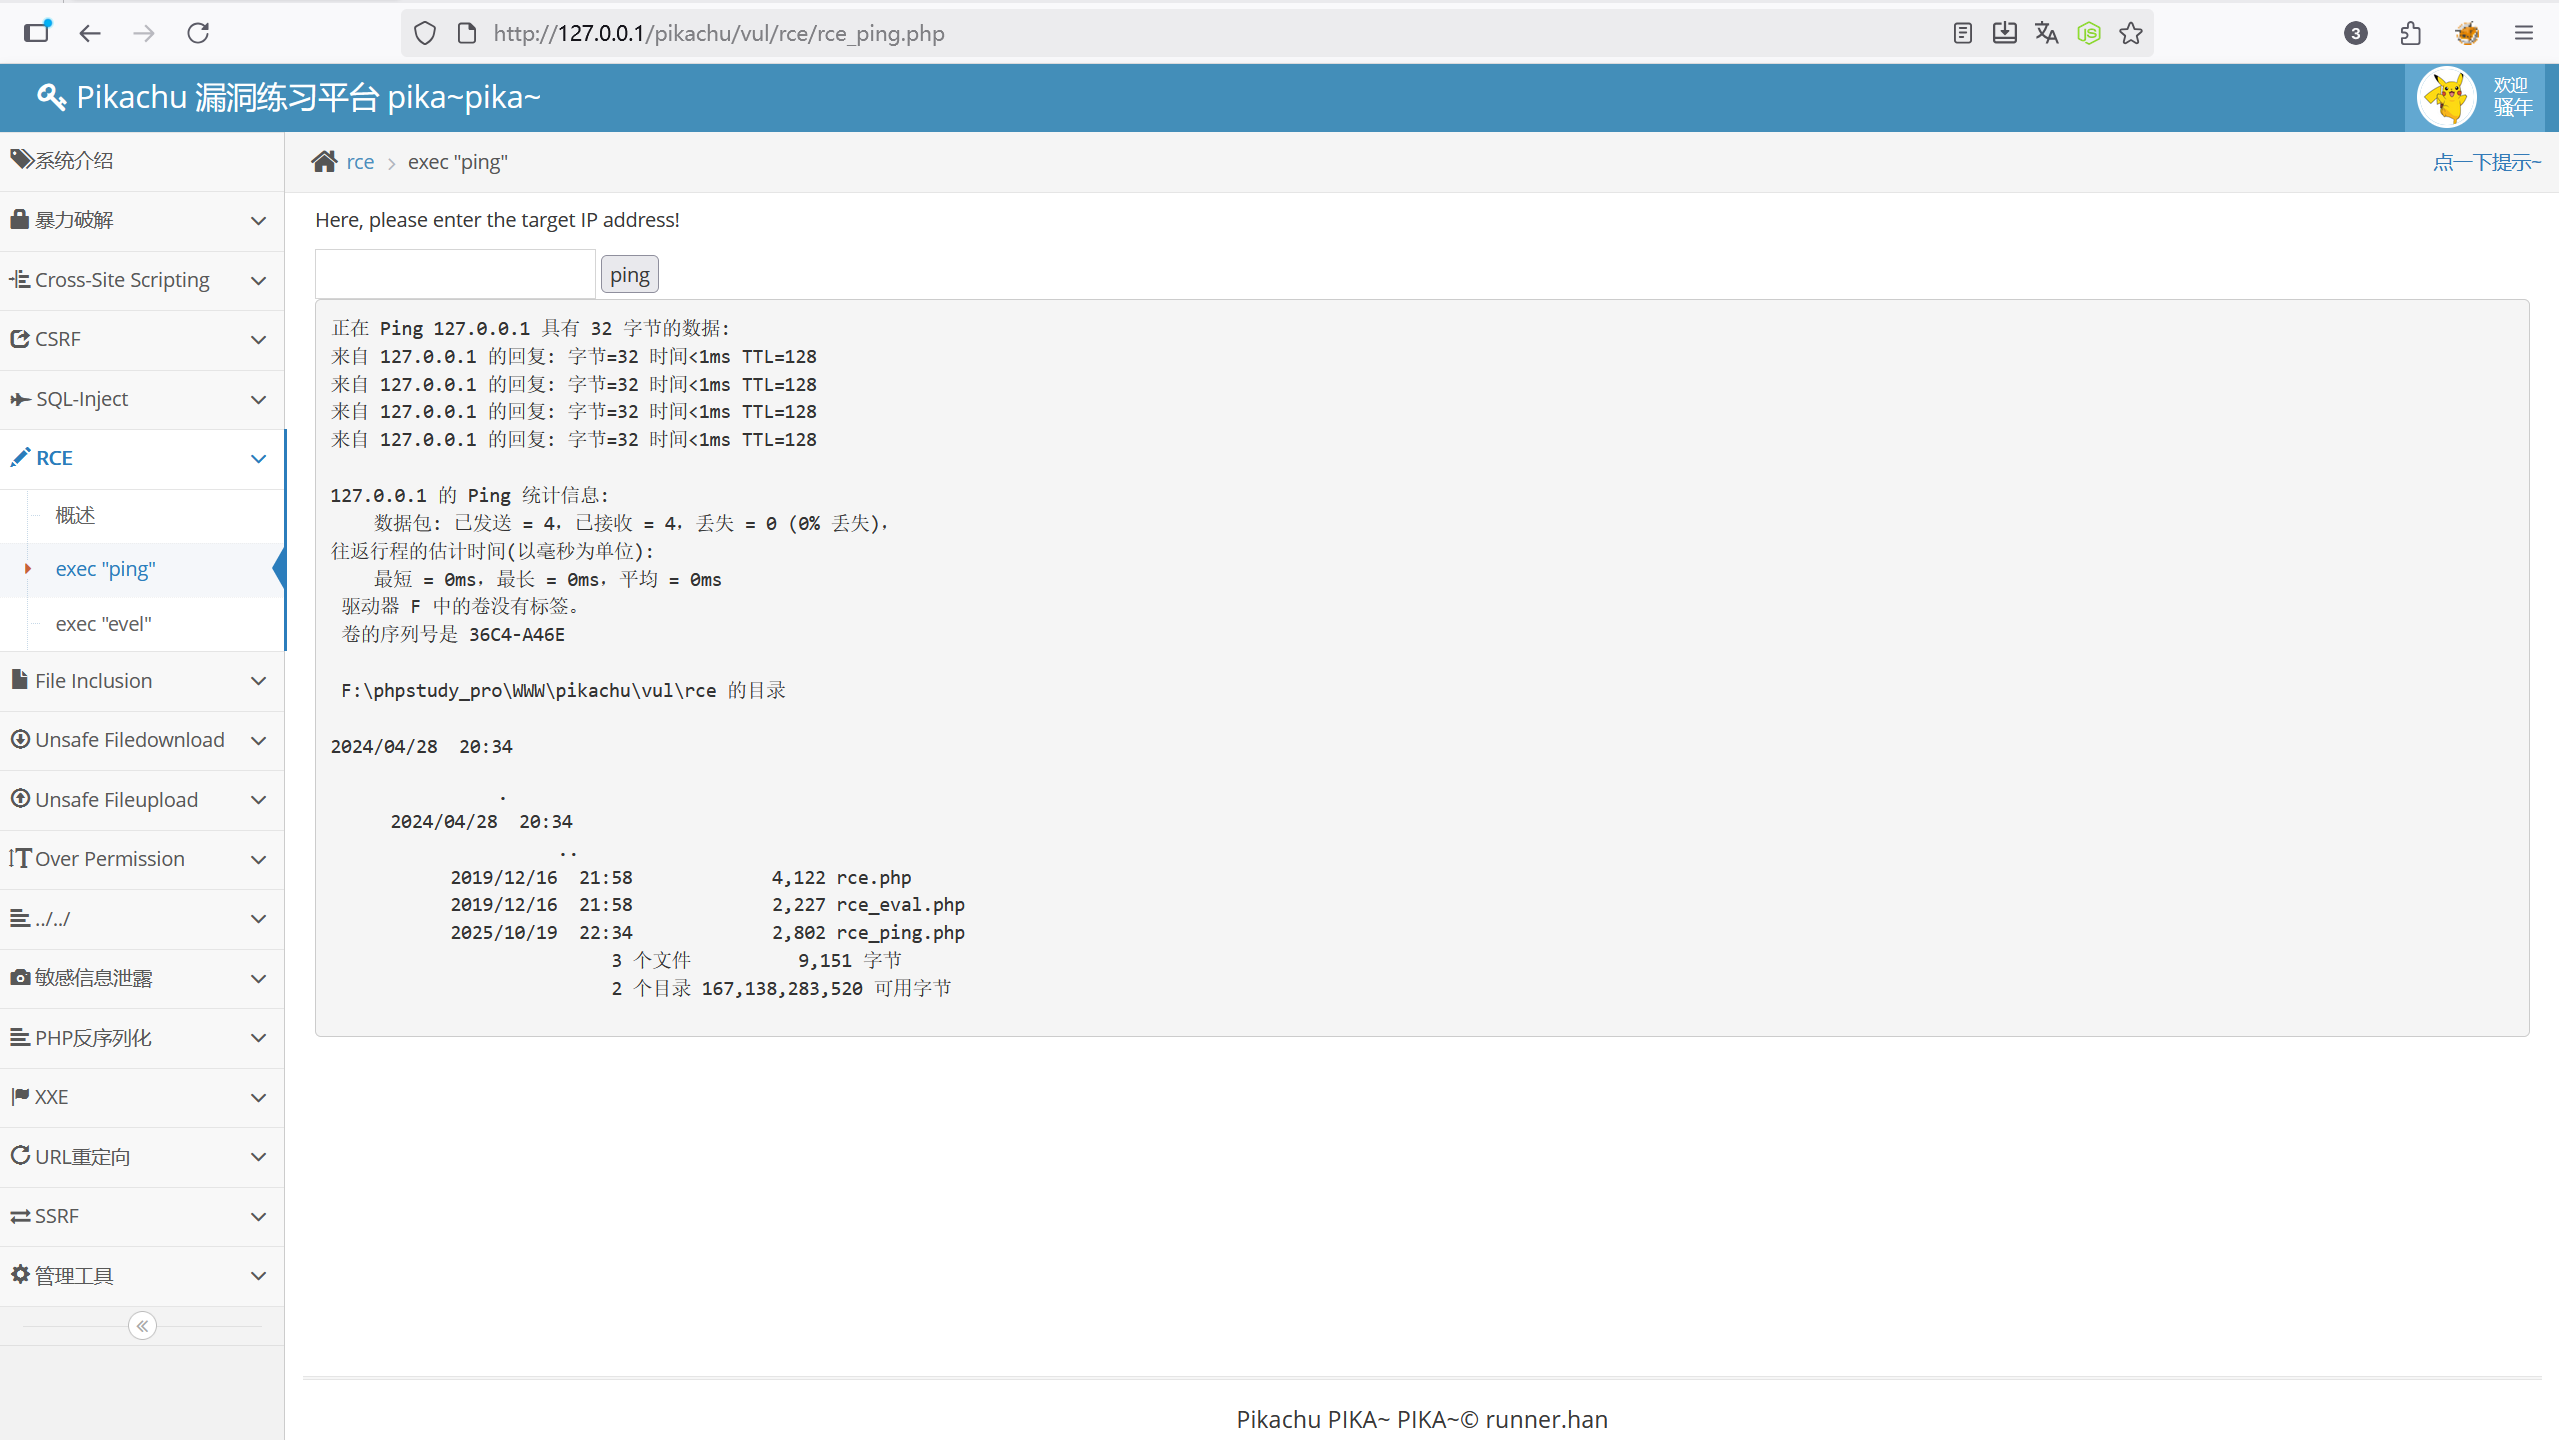 http://127.0.0.1/pikachu/vul/rce/rce_ping.php
3
Pikachu 漏洞练习平台 pika~pika~
欢迎
骚年
系统介绍
暴力破解
Cross-Site Scripting
CSRF
SQL-Inject
RCE
概述
exec "ping"
exec "evel"
File Inclusion
Unsafe Filedownload
Unsafe Fileupload
Over Permission
../../
敏感信息泄露
PHP反序列化
XXE
URL重定向
SSRF
管理工具
rce > exec "ping"
点一下提示~
Here, please enter the target IP address!
ping
正在 Ping 127.0.0.1 具有 32 字节的数据:
来自 127.0.0.1 的回复: 字节=32 时间<1ms TTL=128
来自 127.0.0.1 的回复: 字节=32 时间<1ms TTL=128
来自 127.0.0.1 的回复: 字节=32 时间<1ms TTL=128
来自 127.0.0.1 的回复: 字节=32 时间<1ms TTL=128
127.0.0.1 的 Ping 统计信息:
数据包: 已发送 = 4，已接收 = 4，丢失 = 0 (0% 丢失)，
往返行程的估计时间(以毫秒为单位):
最短 = 0ms，最长 = 0ms，平均 = 0ms
驱动器 F 中的卷没有标签。
卷的序列号是 36C4-A46E
F:\phpstudy_pro\WWW\pikachu\vul\rce 的目录
2024/04/28  20:34
.
2024/04/28  20:34
..
2019/12/16  21:58             4,122 rce.php
2019/12/16  21:58             2,227 rce_eval.php
2025/10/19  22:34             2,802 rce_ping.php
3 个文件          9,151 字节
2 个目录 167,138,283,520 可用字节
Pikachu PIKA~ PIKA~© runner.han